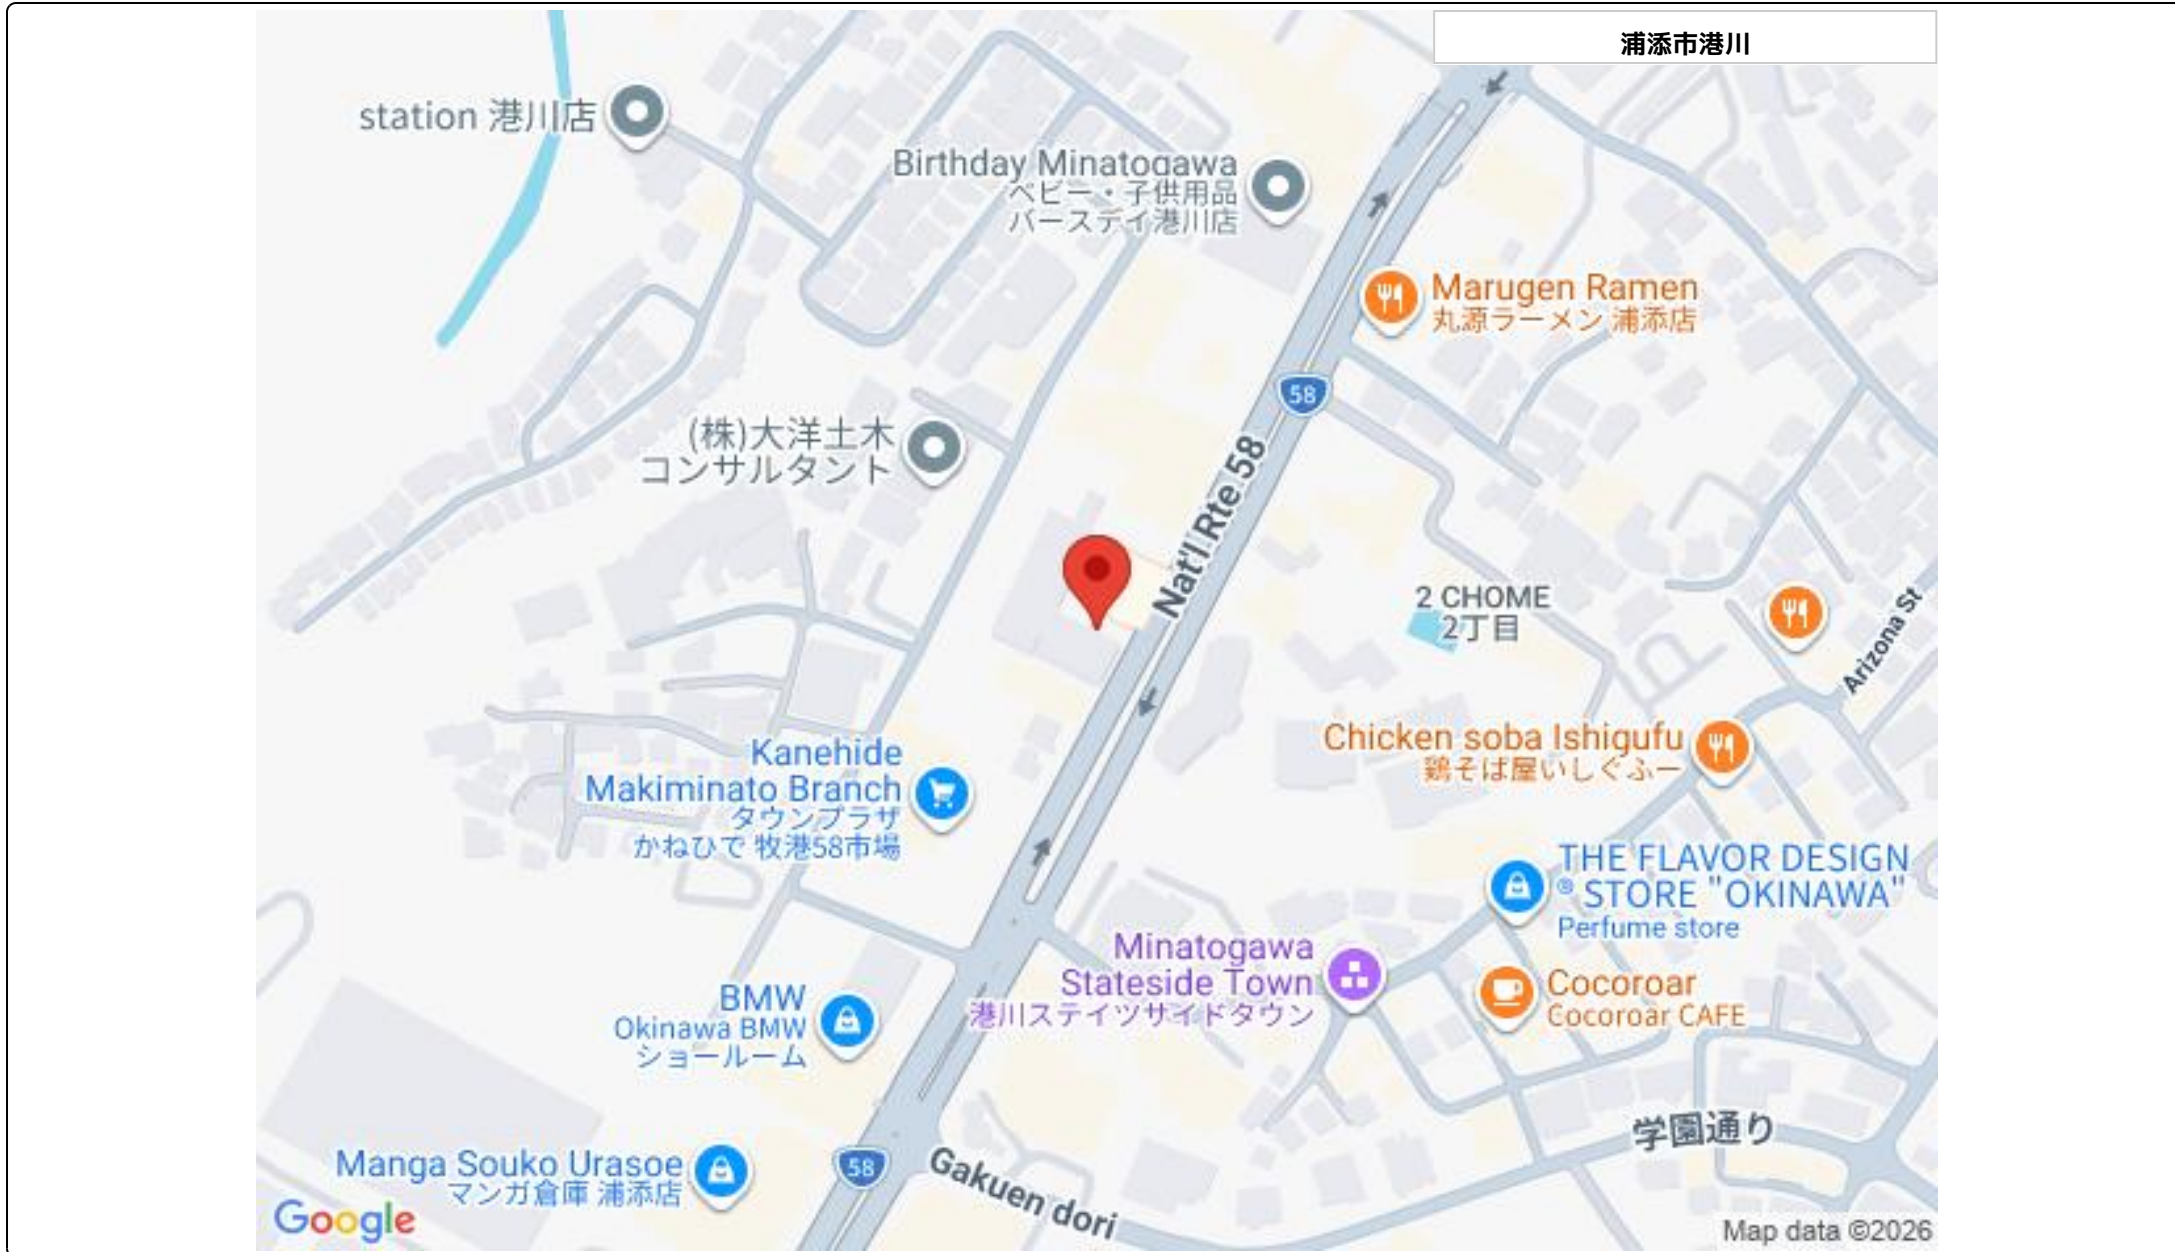 浦添市港川
station 港川店
Birthday Minatogawa
ベビー・子供用品
バースデイ港川店
Marugen Ramen
丸源ラーメン 浦添店
58
(株)大洋土木
コンサルタント
Nat'l Rte 58
2 CHOME
2丁目
Arizona St
Chicken soba Ishigufu
鶏そば屋いしぐふー
Kanehide
Makiminato Branch
タウンプラザ
かねひで 牧港58市場
THE FLAVOR DESIGN
® STORE "OKINAWA"
Perfume store
Minatogawa
Stateside Town
港川ステイツサイドタウン
Cocoroar
Cocoroar CAFE
BMW
Okinawa BMW
ショールーム
学園通り
Manga Souko Urasoe
マンガ倉庫 浦添店
58
Gakuen dori
Google
Map data ©2026